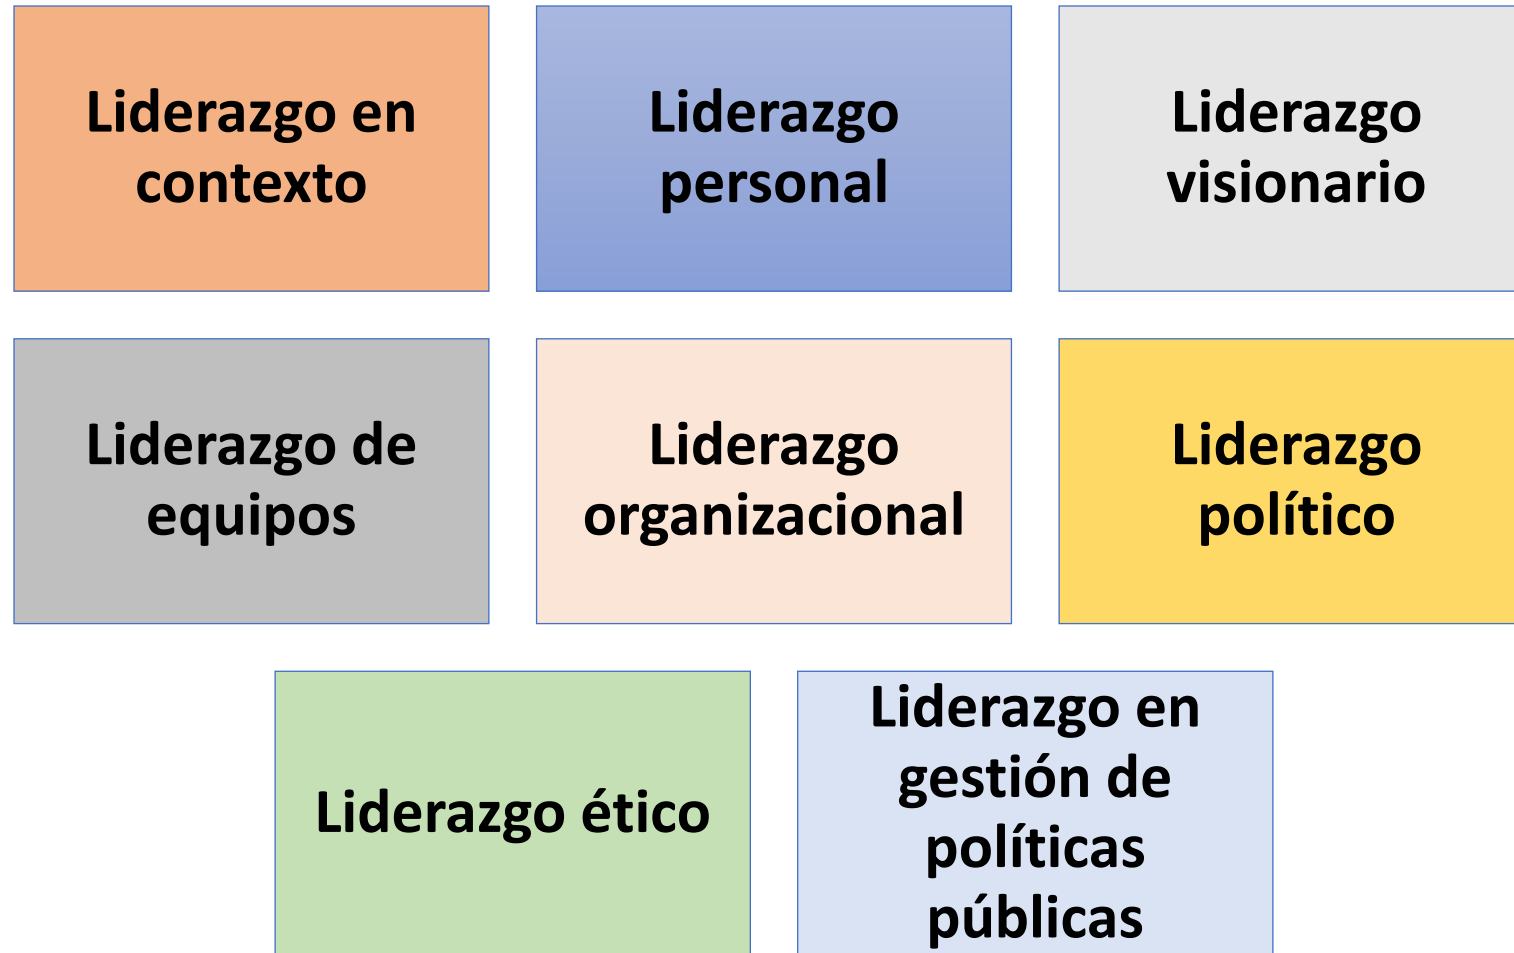 Liderazgo en
contexto
Liderazgo
personal
Liderazgo
visionario
Liderazgo de
equipos
Liderazgo
organizacional
Liderazgo
político
Liderazgo ético
Liderazgo en
gestión de
políticas
públicas